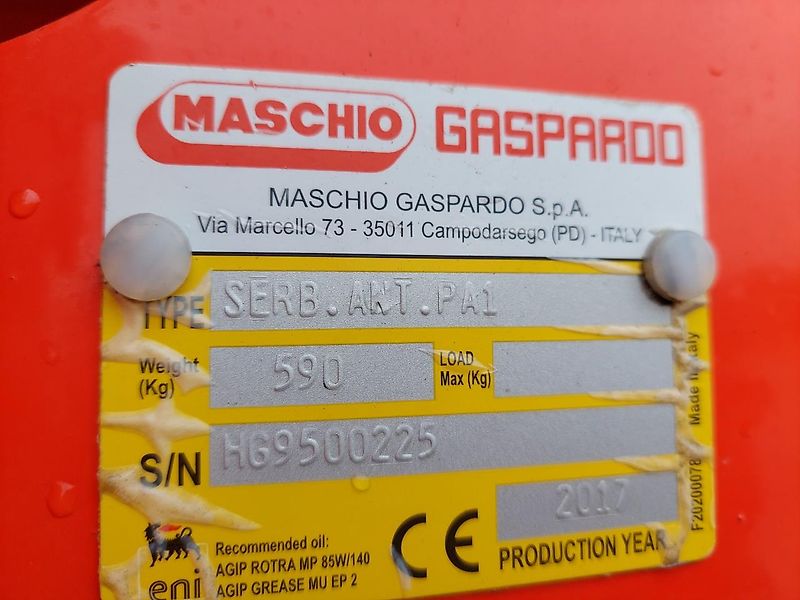 MASCHIO GASPARDO
MASCHIO GASPARDO S.p.A.
Via Marcello 73 - 35011 Campodarsego (PD) - ITALY
TYPE SERB.ANT.PA1
Weight (Kg) 590 LOAD Max (Kg)
S/N HG9500225
2017
PRODUCTION YEAR
CE
eni
Recommended oil:
AGIP ROTRA MP 85W/140
AGIP GREASE MU EP 2
F20200078 Made in Italy